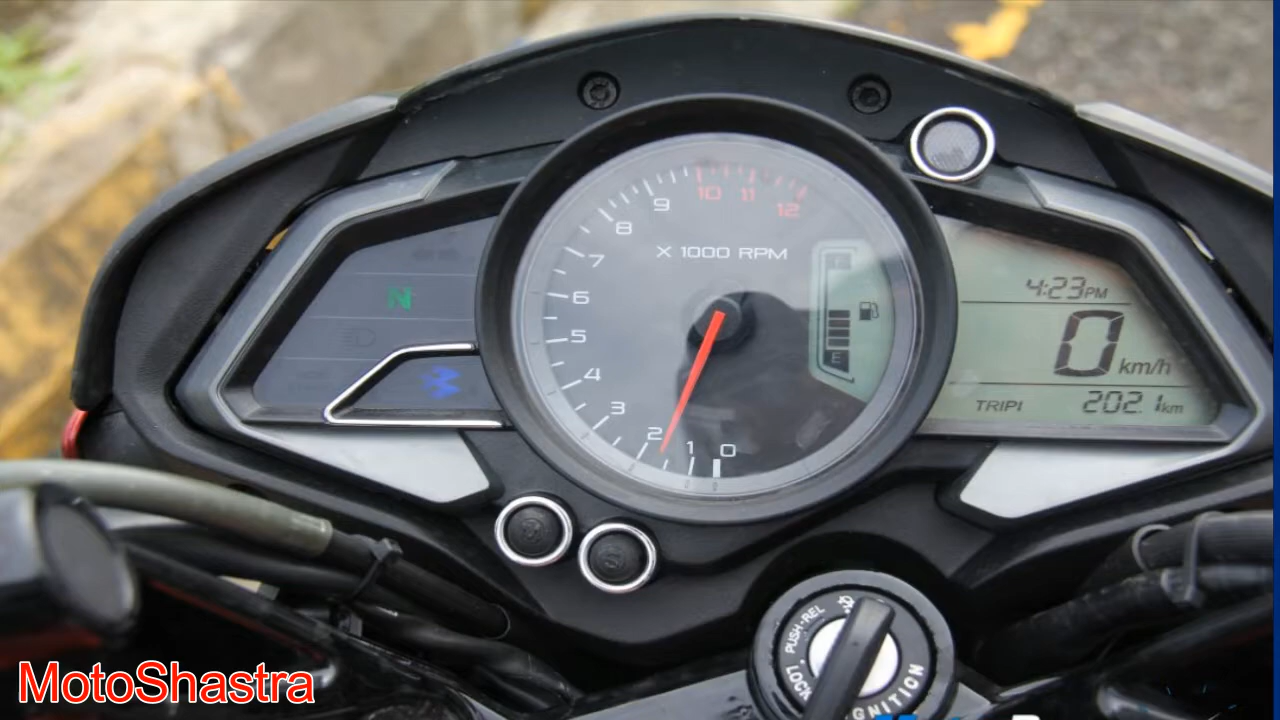 10 11 12
9
8
X 1000 RPM
7
6
5
4
3
2
1 0
N
E
4:23PM
0 km/h
TRIP1 202.1km
PUSH-REL
LOCK
IGNITION
MotoShastra